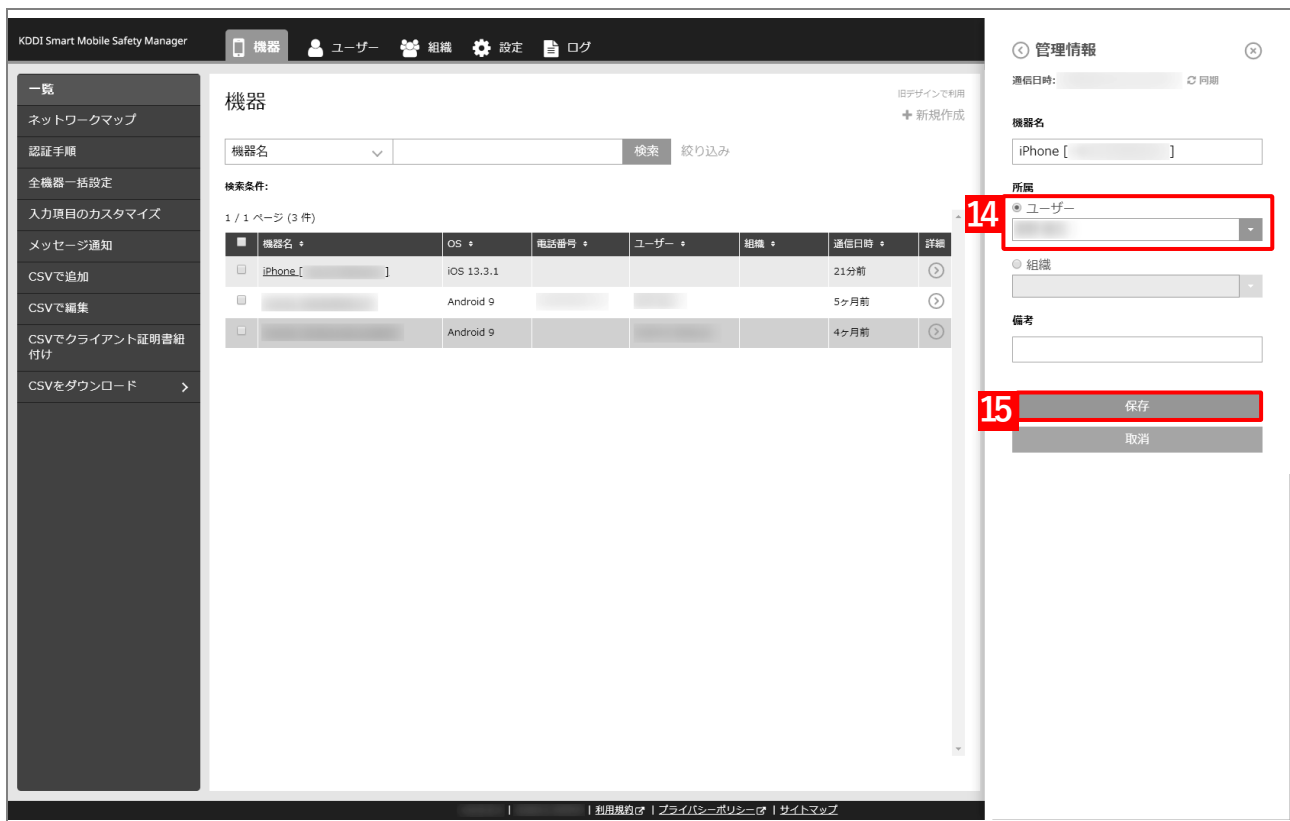 KDDI Smart Mobile Safety Manager
機器
ユーザー
組織
設定
ログ
一覧
ネットワークマップ
認証手順
全機器一括設定
入力項目のカスタマイズ
メッセージ通知
CSVで追加
CSVで編集
CSVでクライアント証明書紐
付け
CSVをダウンロード
機器
旧デザインで利用
+ 新規作成
機器名
検索
絞り込み
検索条件:
1 / 1 ページ (3 件)
機器名 OS 電話番号 ユーザー 組織 通信日時 詳細
iPhone [ ] iOS 13.3.1 21分前
Android 9 5ヶ月前
Android 9 4ヶ月前
管理情報
通信日時: 同期
機器名
iPhone [ ]
所属
14
ユーザー
組織
備考
15
保存
取消
| | 利用規約 | プライバシーポリシー | サイトマップ